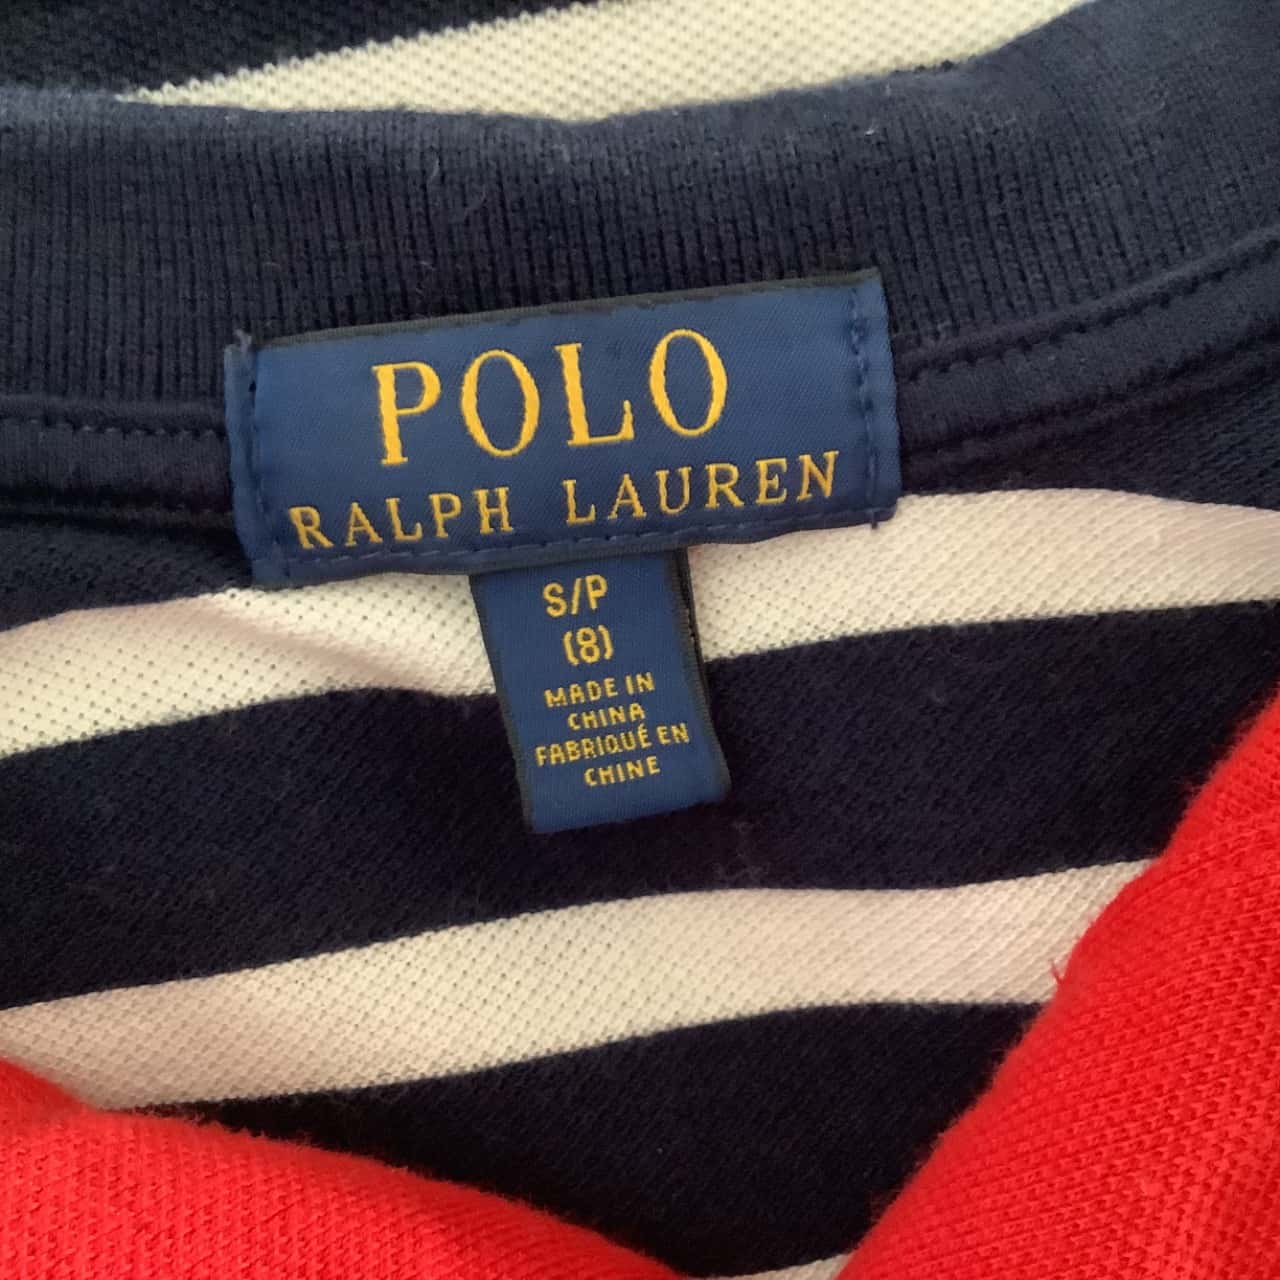 POLO
RALPH LAUREN
S/P
(8)
MADE IN
CHINA
FABRIQUÉ EN
CHINE